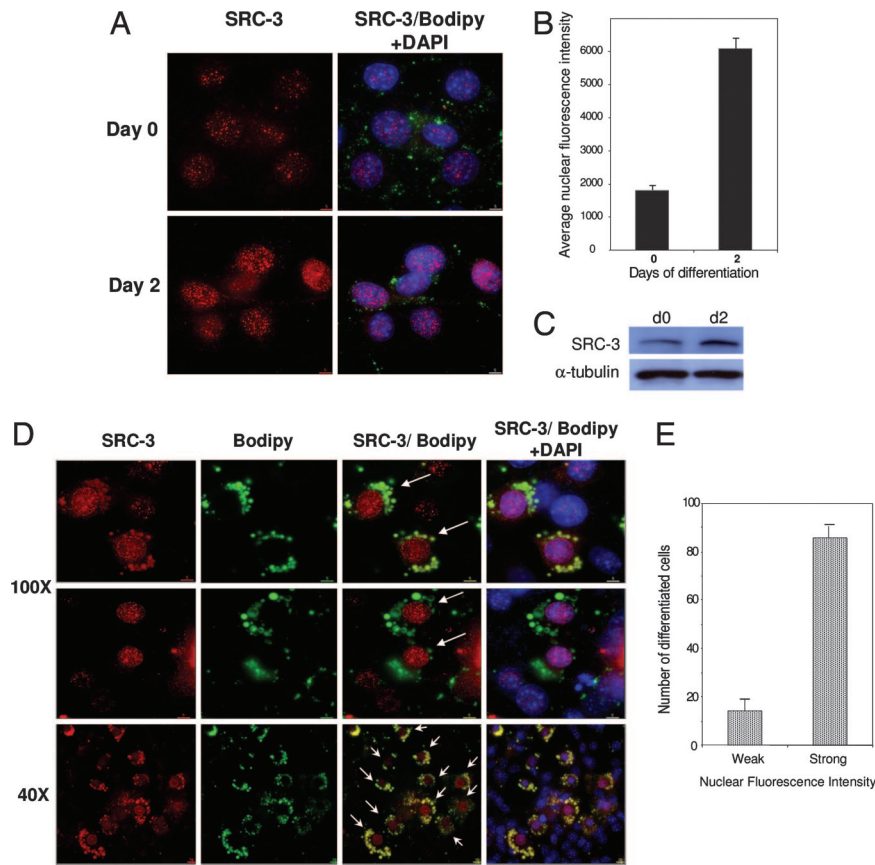 A
SRC-3
SRC-3/Bodipy
+DAPI
Day 0
Day 2
B
Average nuclear fluorescence intensity
6000
5000
4000
3000
2000
1000
0
0
2
Days of differentiation
C
d0
d2
SRC-3
α-tubulin
D
SRC-3
Bodipy
SRC-3/ Bodipy
SRC-3/ Bodipy
+DAPI
100X
40X
E
Number of differentiated cells
100
80
60
40
20
0
Weak
Strong
Nuclear Fluorescence Intensity